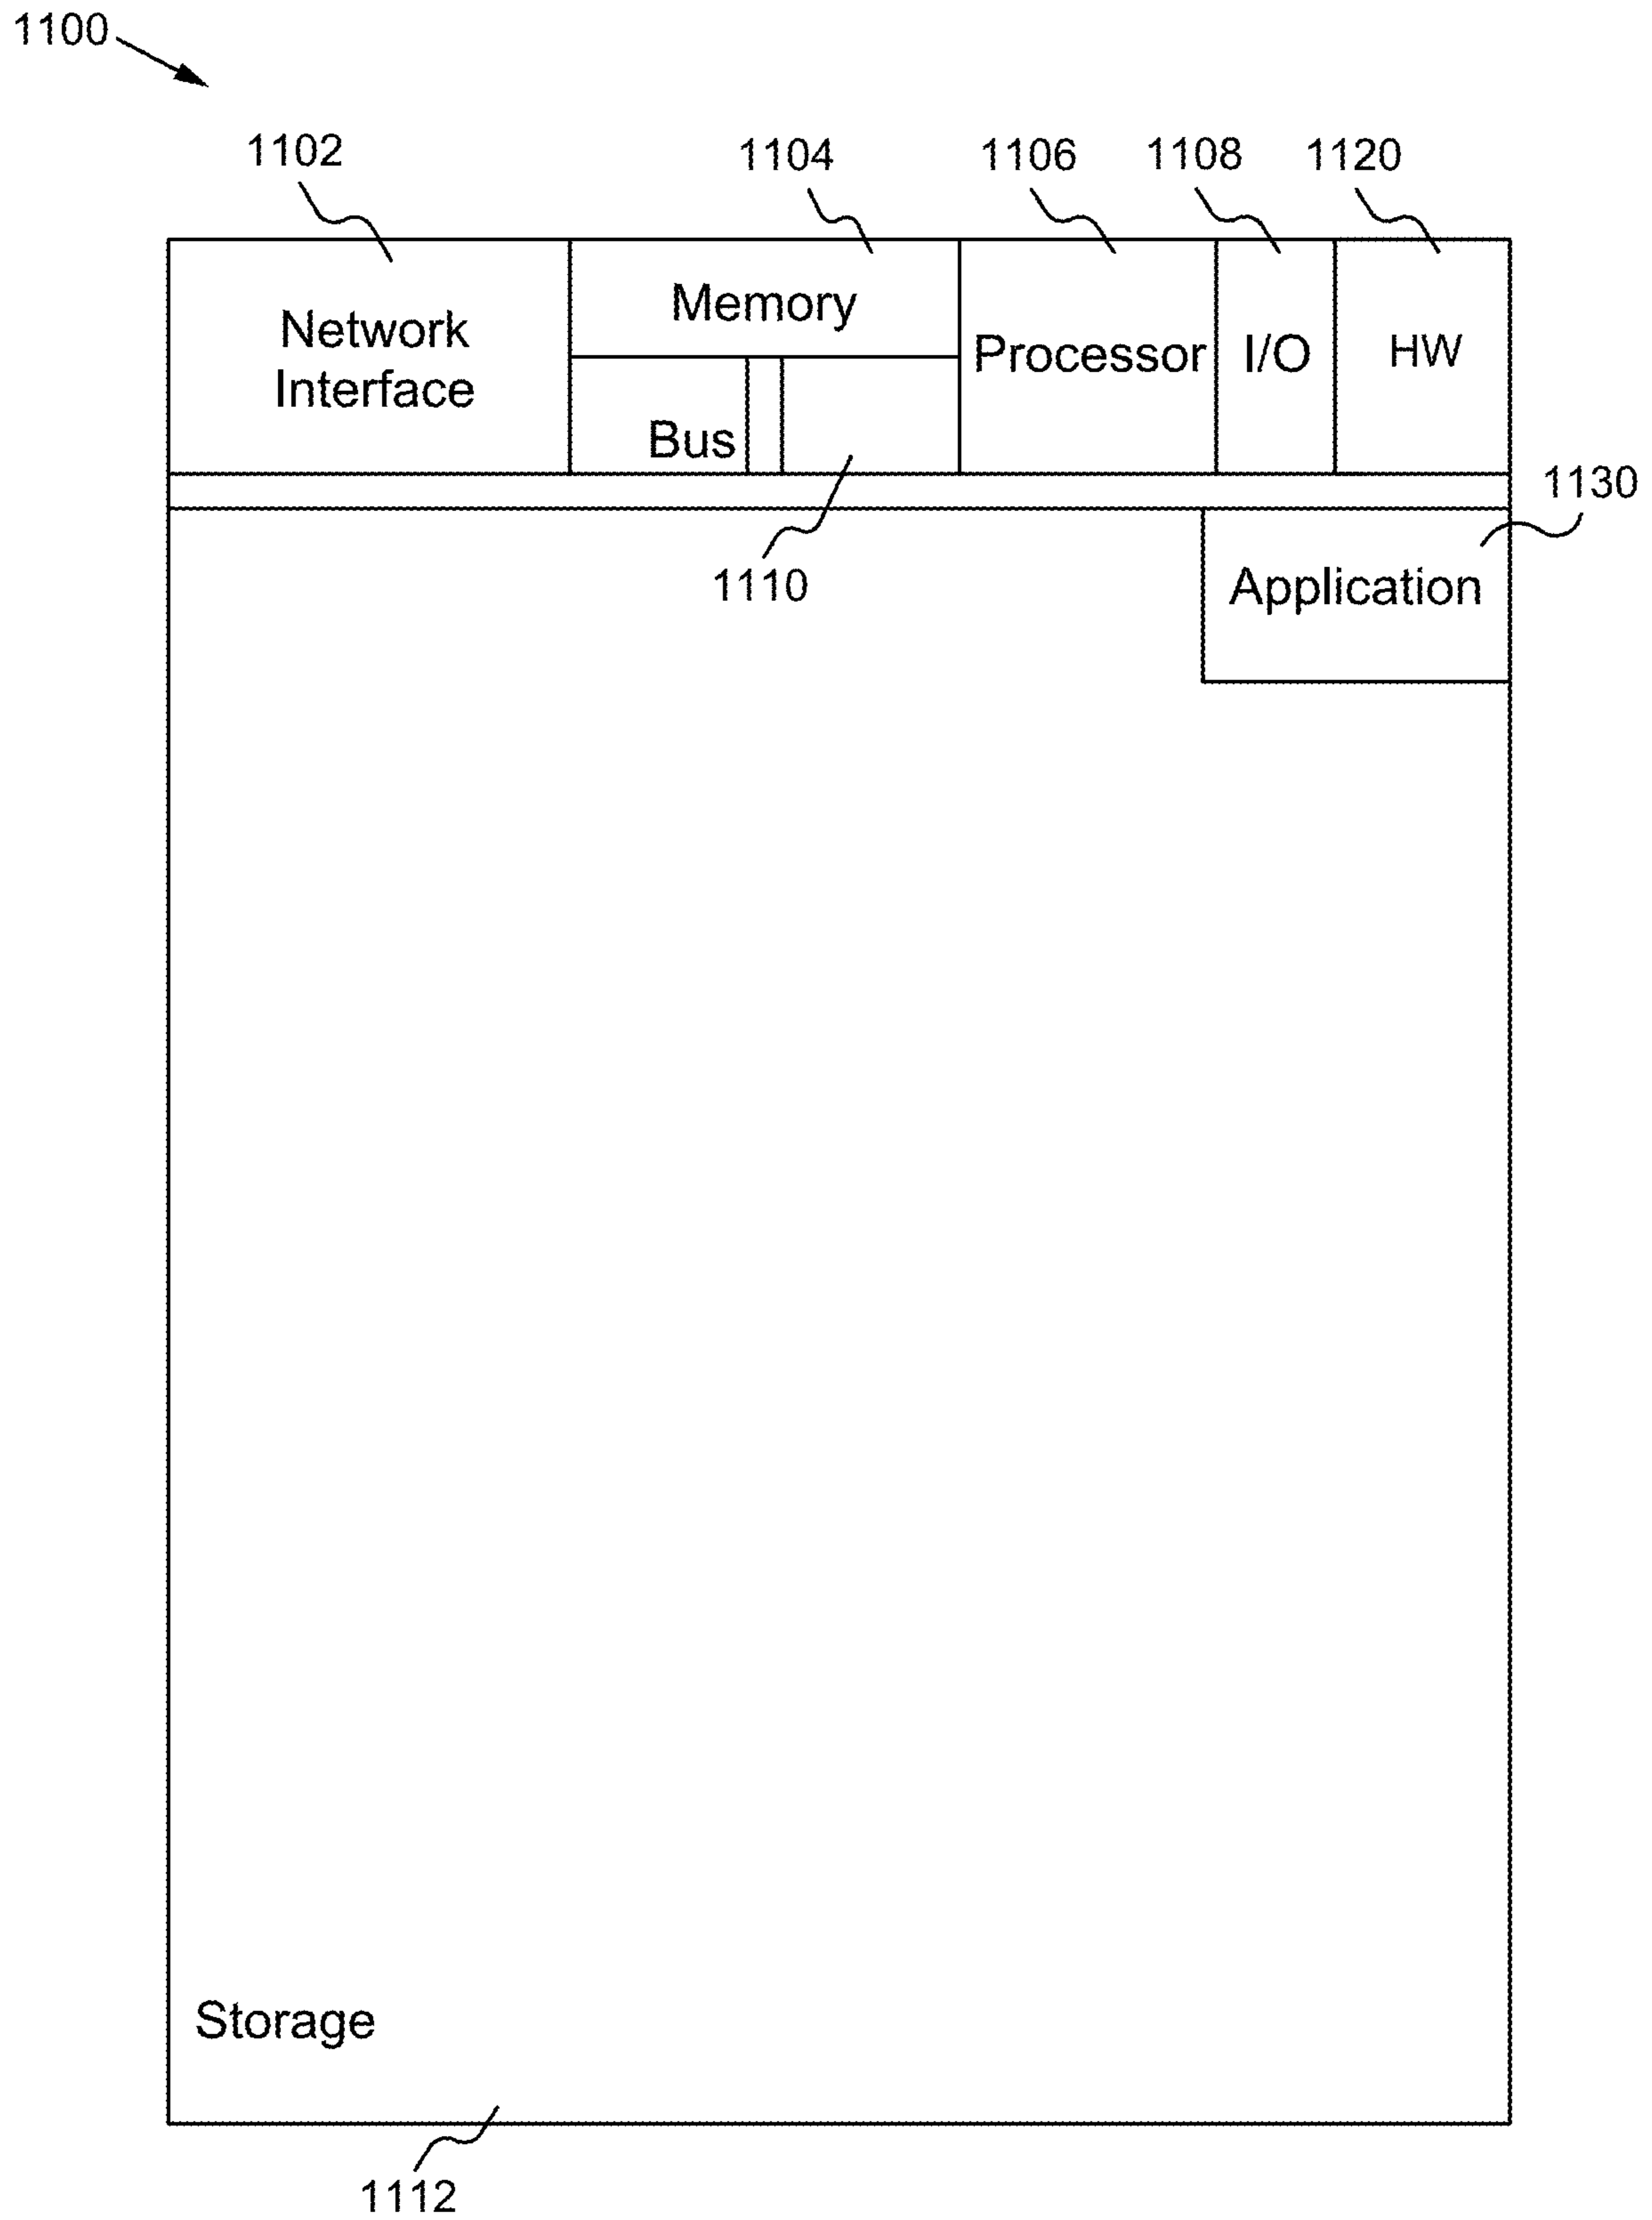 1100
1102
1104
1106
1108
1120
Network
Interface
Memory
Bus
Processor
I/O
HW
1130
1110
Application
Storage
1112